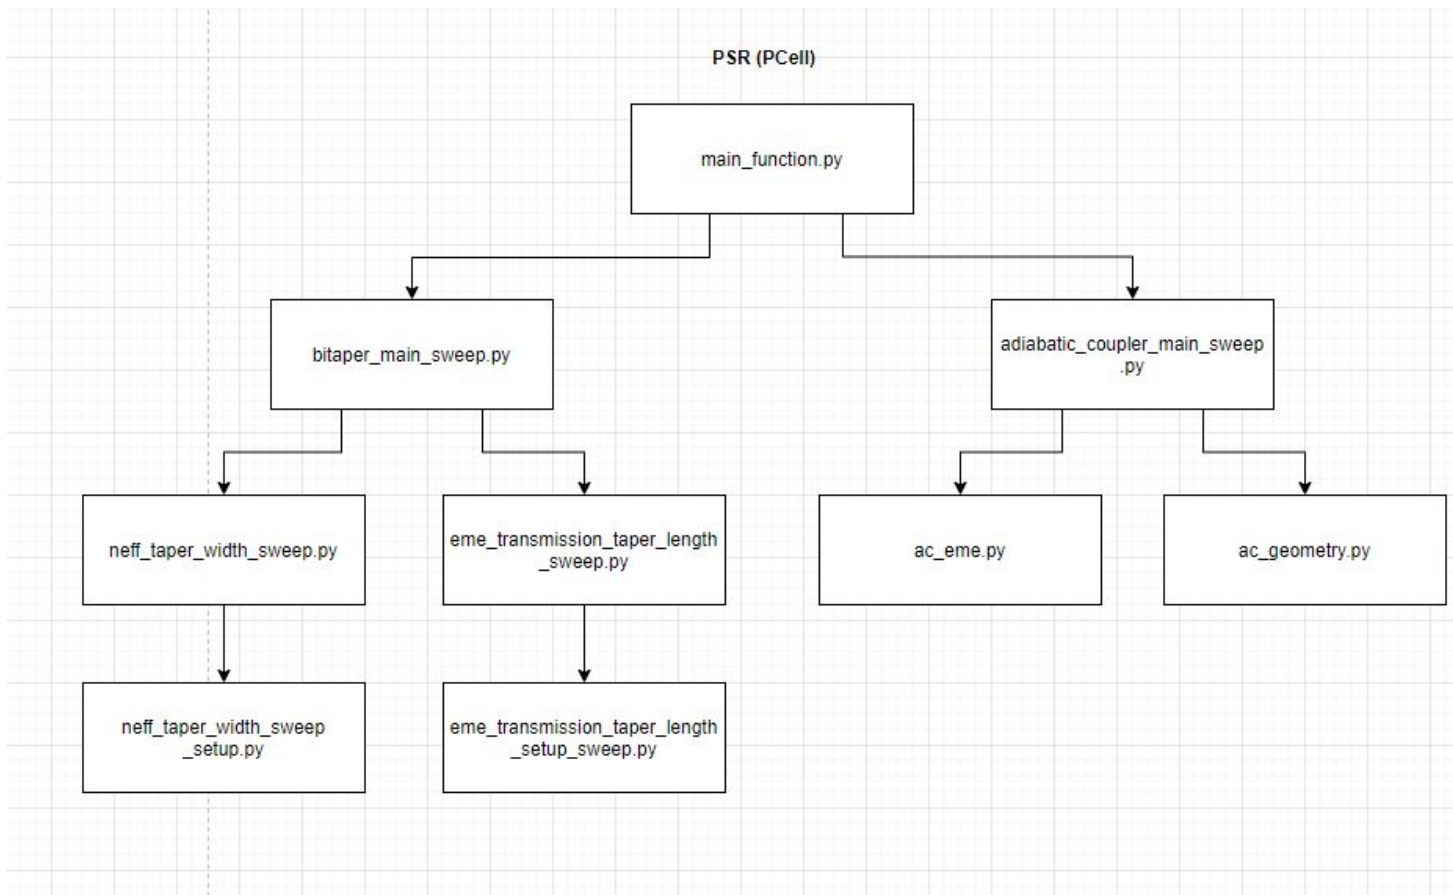 PSR (PCell)
main_function.py
bitaper_main_sweep.py
adiabatic_coupler_main_sweep
.py
neff_taper_width_sweep.py
eme_transmission_taper_length
_sweep.py
ac_eme.py
ac_geometry.py
neff_taper_width_sweep
_setup.py
eme_transmission_taper_length
_setup_sweep.py